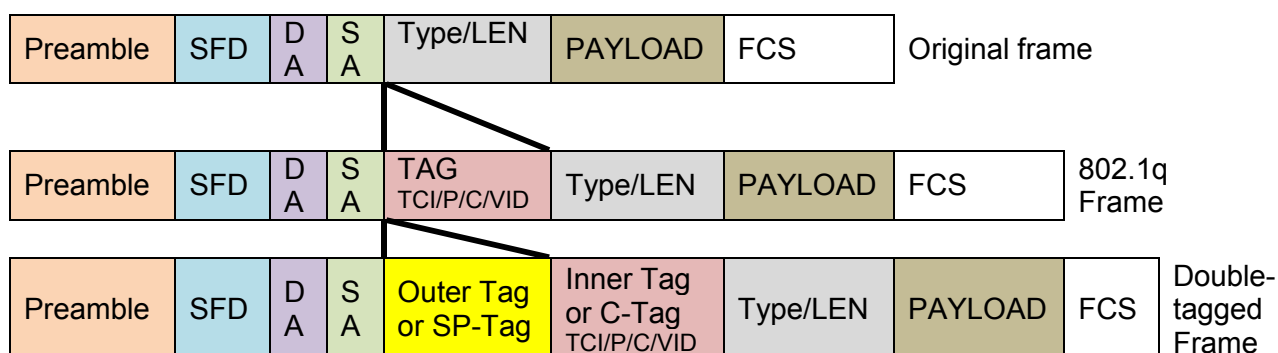 Preamble SFD D A S A Type/LEN PAYLOAD FCS Original frame
Preamble SFD D A S A TAG TCI/P/C/VID Type/LEN PAYLOAD FCS 802.1q Frame
Preamble SFD D A S A Outer Tag or SP-Tag Inner Tag or C-Tag TCI/P/C/VID Type/LEN PAYLOAD FCS Double-tagged Frame